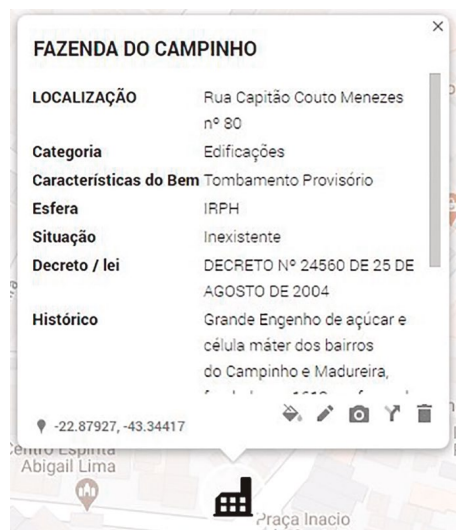 FAZENDA DO CAMPINHO
LOCALIZAÇÃO Rua Capitão Couto Menezes
nº 80
Categoria Edificações
Características do Bem Tombamento Provisório
Esfera IRPH
Situação Inexistente
Decreto / lei DECRETO Nº 24560 DE 25 DE
AGOSTO DE 2004
Histórico Grande Engenho de açúcar e
célula máter dos bairros
do Campinho e Madureira,
-22.87927, -43.34417
Centro Espírita
Abigail Lima
Praça Inacio